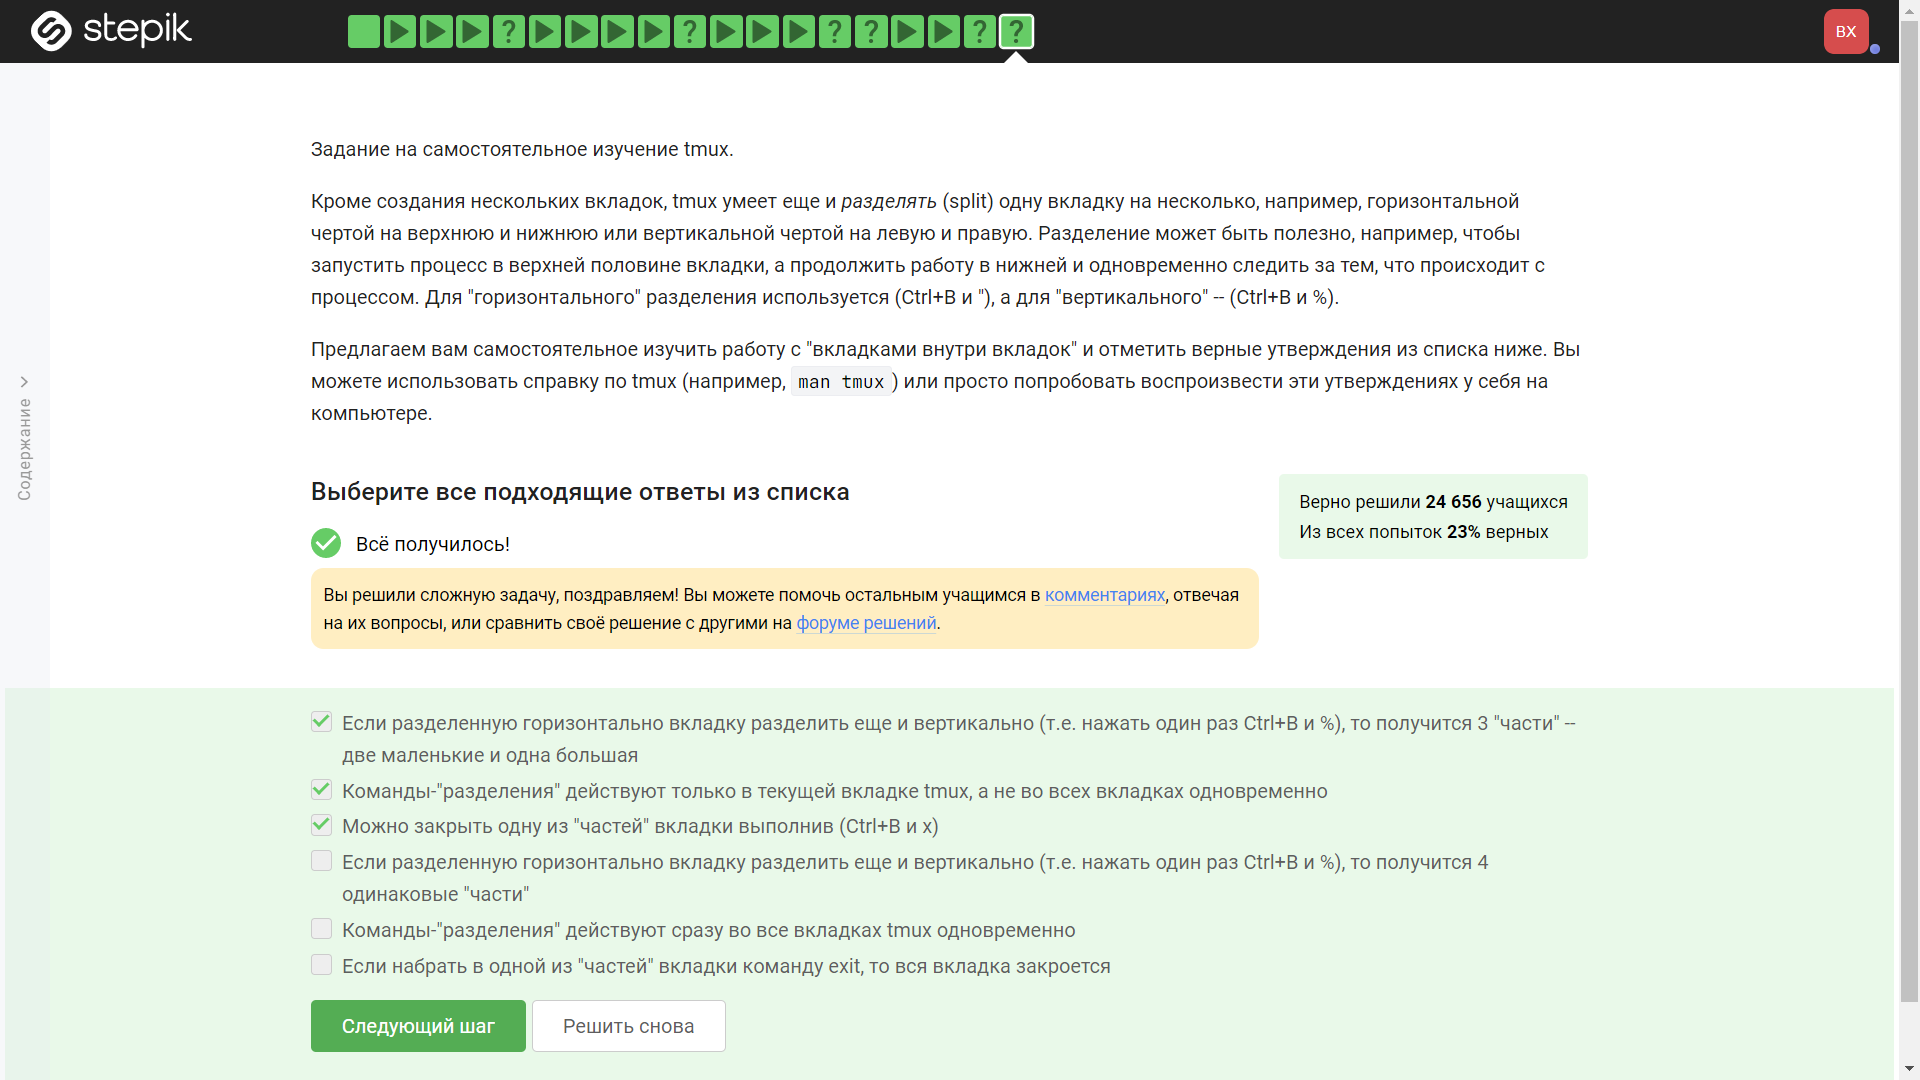 stepik
? ? ? ? ? ?
ВХ
Содержание
Задание на самостоятельное изучение tmux.
Кроме создания нескольких вкладок, tmux умеет еще и разделять (split) одну вкладку на несколько, например, горизонтальной
чертой на верхнюю и нижнюю или вертикальной чертой на левую и правую. Разделение может быть полезно, например, чтобы
запустить процесс в верхней половине вкладки, а продолжить работу в нижней и одновременно следить за тем, что происходит с
процессом. Для "горизонтального" разделения используется (Ctrl+B и "), а для "вертикального" -- (Ctrl+B и %).
Предлагаем вам самостоятельное изучить работу с "вкладками внутри вкладок" и отметить верные утверждения из списка ниже. Вы
можете использовать справку по tmux (например, man tmux ) или просто попробовать воспроизвести эти утверждениях у себя на
компьютере.
Выберите все подходящие ответы из списка
Верно решили 24 656 учащихся
Из всех попыток 23% верных
Всё получилось!
Вы решили сложную задачу, поздравляем! Вы можете помочь остальным учащимся в комментариях, отвечая
на их вопросы, или сравнить своё решение с другими на форуме решений.
Если разделенную горизонтально вкладку разделить еще и вертикально (т.е. нажать один раз Ctrl+B и %), то получится 3 "части" --
две маленькие и одна большая
Команды-"разделения" действуют только в текущей вкладке tmux, а не во всех вкладках одновременно
Можно закрыть одну из "частей" вкладки выполнив (Ctrl+B и x)
Если разделенную горизонтально вкладку разделить еще и вертикально (т.е. нажать один раз Ctrl+B и %), то получится 4
одинаковые "части"
Команды-"разделения" действуют сразу во все вкладках tmux одновременно
Если набрать в одной из "частей" вкладки команду exit, то вся вкладка закроется
Следующий шаг
Решить снова